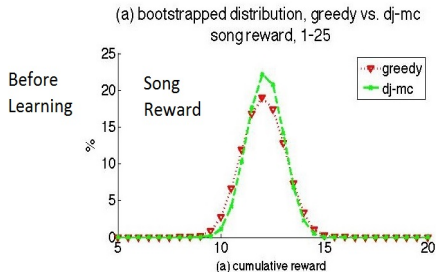 (a) bootstrapped distribution, greedy vs. dj-mc
song reward, 1-25
Before
Learning
Song
Reward
greedy
dj-mc
%
25
20
15
10
5
0
5
10
15
20
(a) cumulative reward